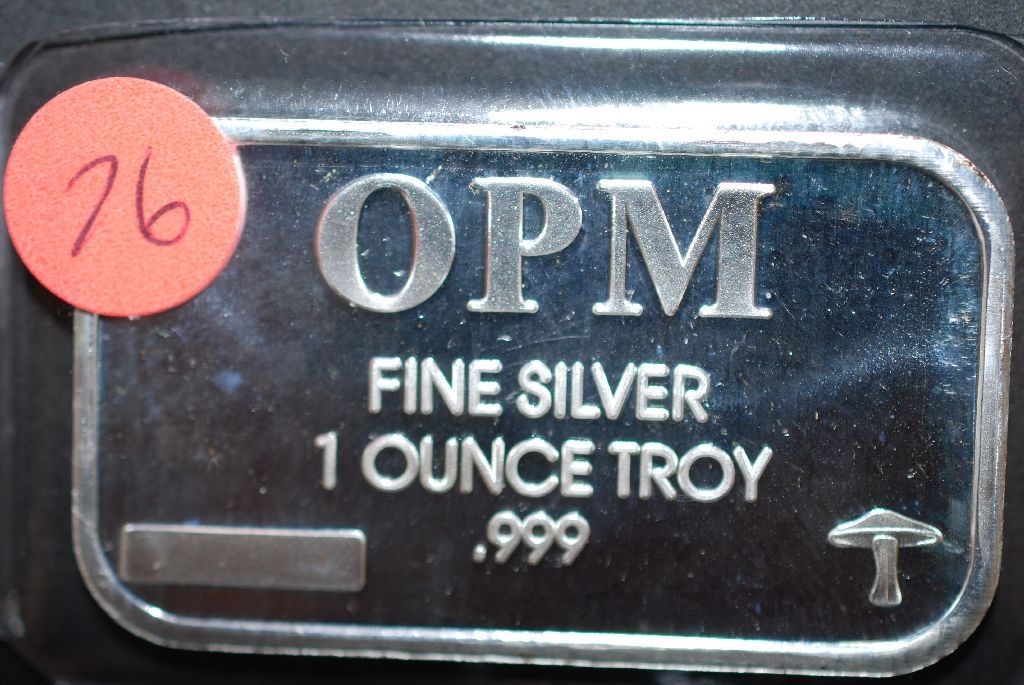 76
OPM
FINE SILVER
1 OUNCE TROY
.999